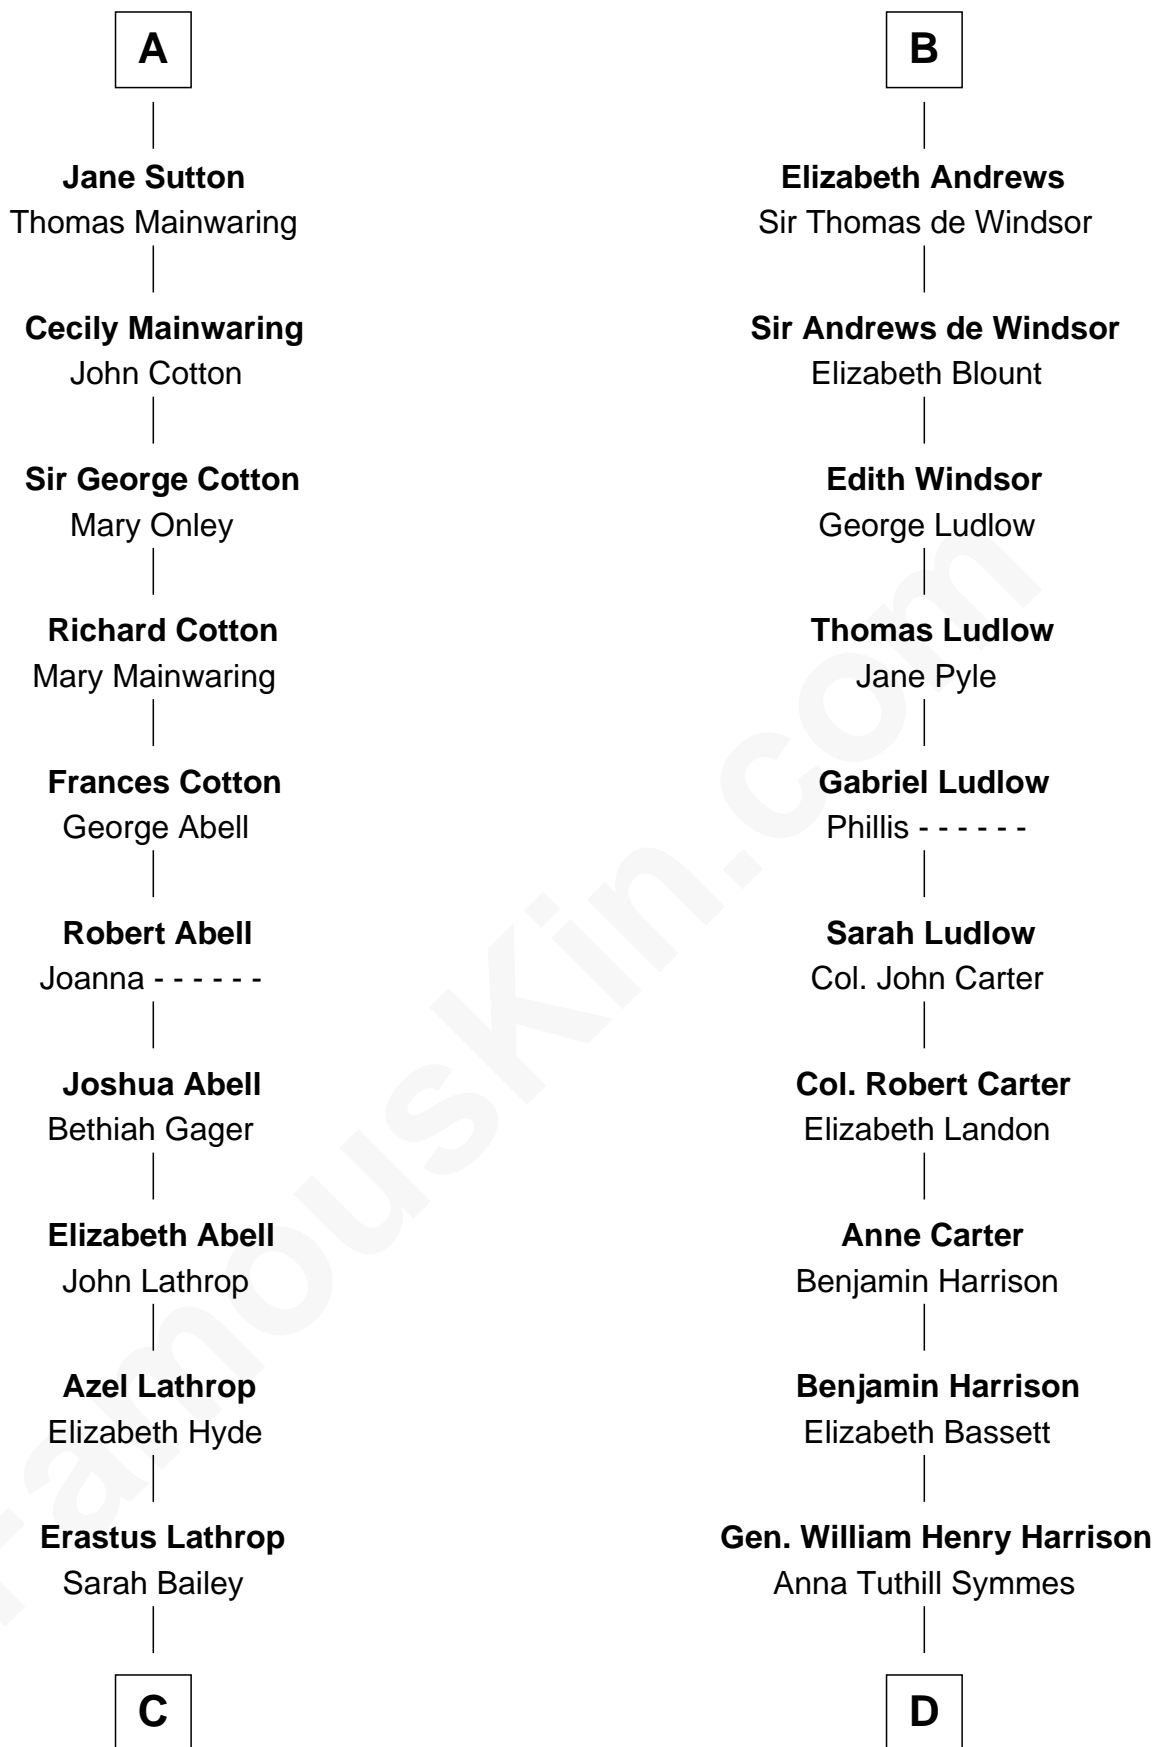 A
Jane Sutton
Thomas Mainwaring
Cecily Mainwaring
John Cotton
Sir George Cotton
Mary Onley
Richard Cotton
Mary Mainwaring
Frances Cotton
George Abell
Robert Abell
Joanna - - - - - -
Joshua Abell
Bethiah Gager
Elizabeth Abell
John Lathrop
Azel Lathrop
Elizabeth Hyde
Erastus Lathrop
Sarah Bailey
C
B
Elizabeth Andrews
Sir Thomas de Windsor
Sir Andrews de Windsor
Elizabeth Blount
Edith Windsor
George Ludlow
Thomas Ludlow
Jane Pyle
Gabriel Ludlow
Phillis - - - - - -
Sarah Ludlow
Col. John Carter
Col. Robert Carter
Elizabeth Landon
Anne Carter
Benjamin Harrison
Benjamin Harrison
Elizabeth Bassett
Gen. William Henry Harrison
Anna Tuthill Symmes
D
FamousKin.com